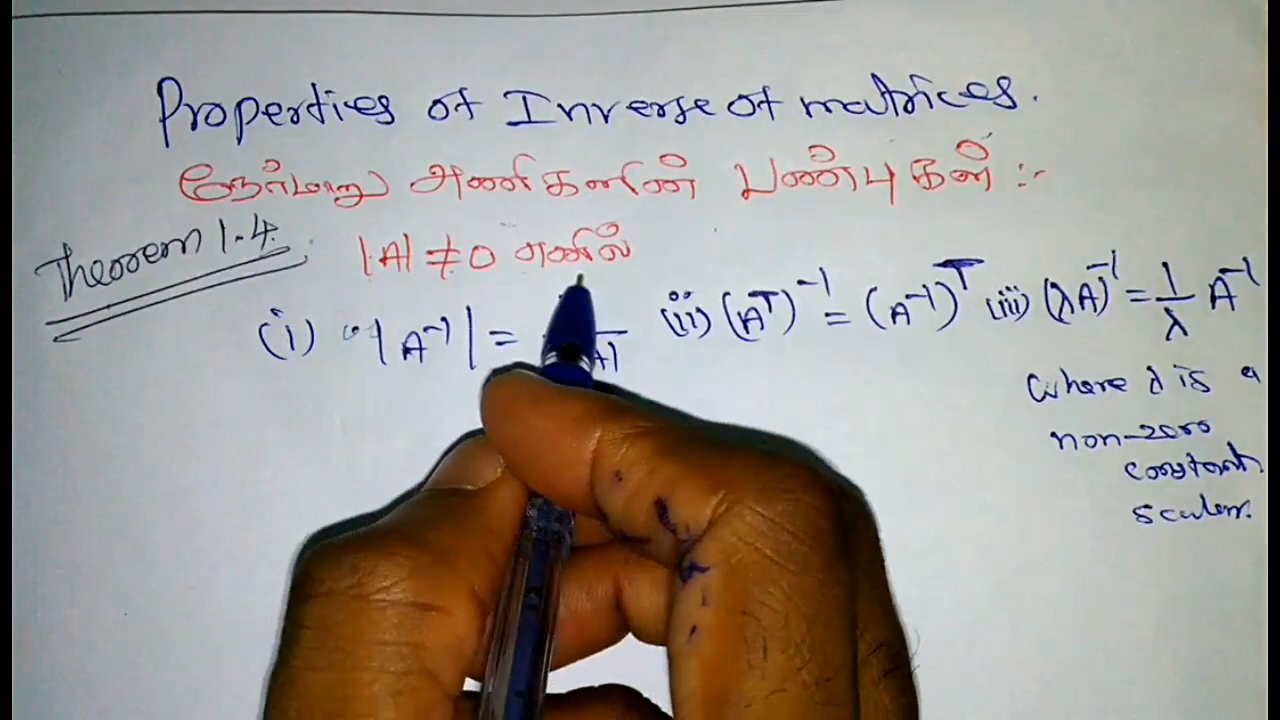 Properties of Inverse of matrices.
நேர்மாறு அணிகளின் பண்புகள் :-
Theorem 1.4.
|A| ≠ 0 எனில்
(i) |A⁻¹| = (ii) (Aᵀ)⁻¹ = (A⁻¹)ᵀ (iii) (λA)⁻¹ = 1/λ A⁻¹
where λ is a
non-zero
constant